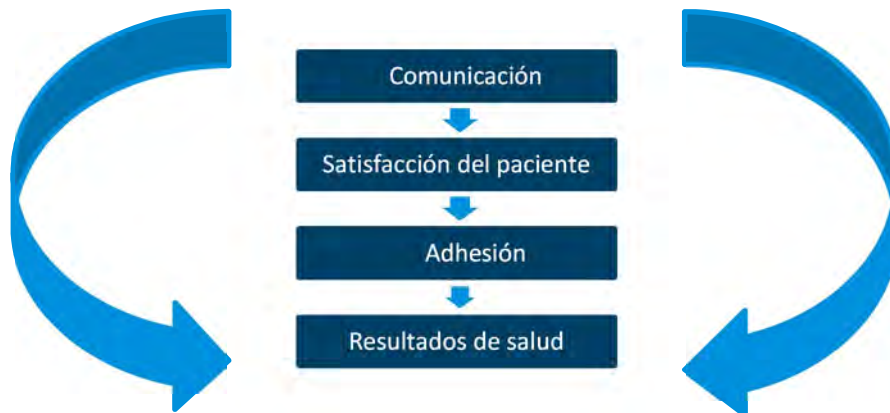 Comunicación
Satisfacción del paciente
Adhesión
Resultados de salud